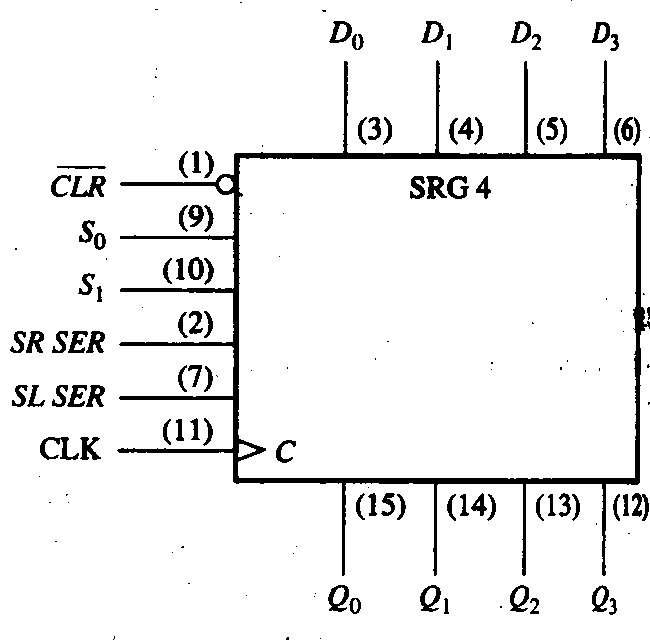 D0 D1 D2 D3
(3) (4) (5) (6)
CLR (1) SRG 4
S0 (9)
S1 (10)
SR SER (2)
SL SER (7)
CLK (11) C
(15) (14) (13) (12)
Q0 Q1 Q2 Q3